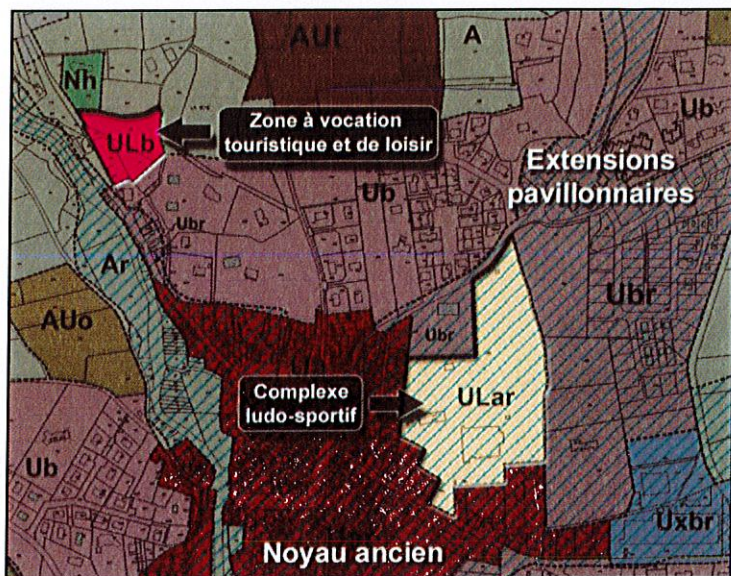 AUt
A
Nh
ULb
Zone à vocation
touristique et de loisir
Ub
Extensions
pavillonnaires
Ub
Ubr
Ar
Ubr
AUo
Ubr
Complexe
ludo-sportif
ULar
Ub
Uxbr
Noyau ancien